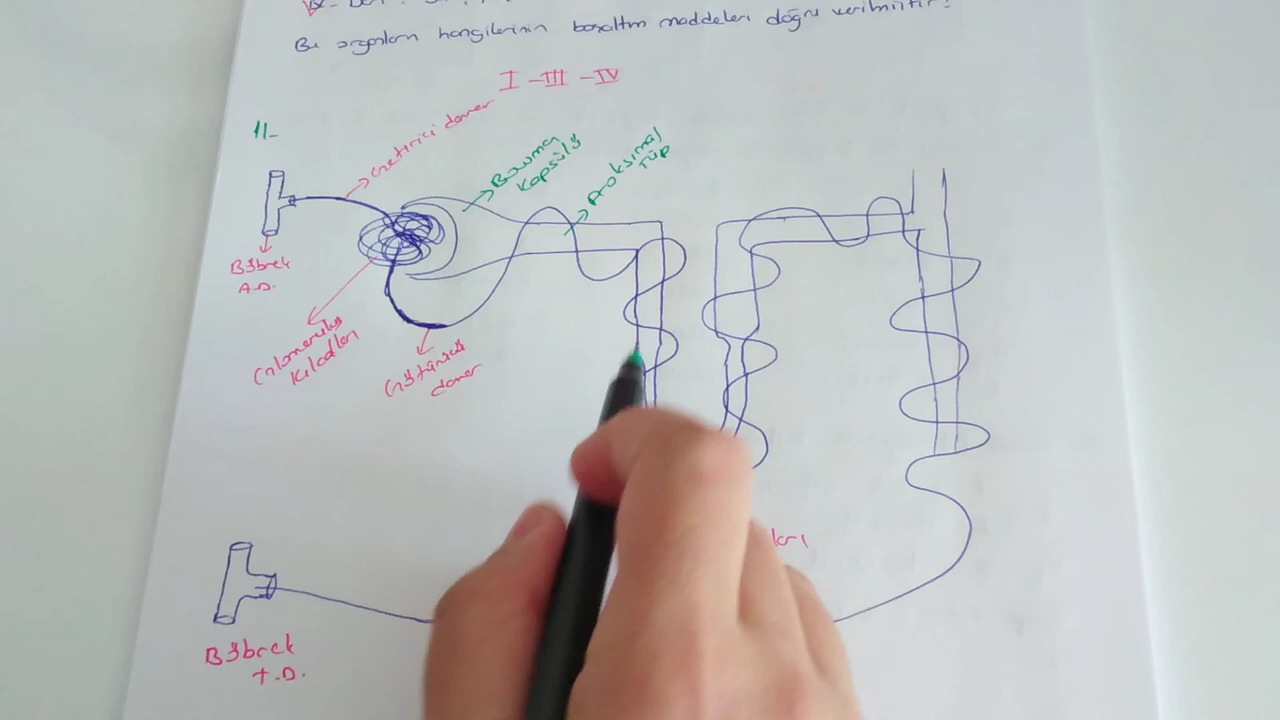 Bu organların hangilerinin boşaltım maddeleri doğru verilmiştir?
I - III - IV
11-
Getirici damar
Bowman
kapsülü
Proksimal
Tüp
Böbrek
A.D.
Glomerulus
kılcalları
Götürücü
damar
Böbrek
T.D.